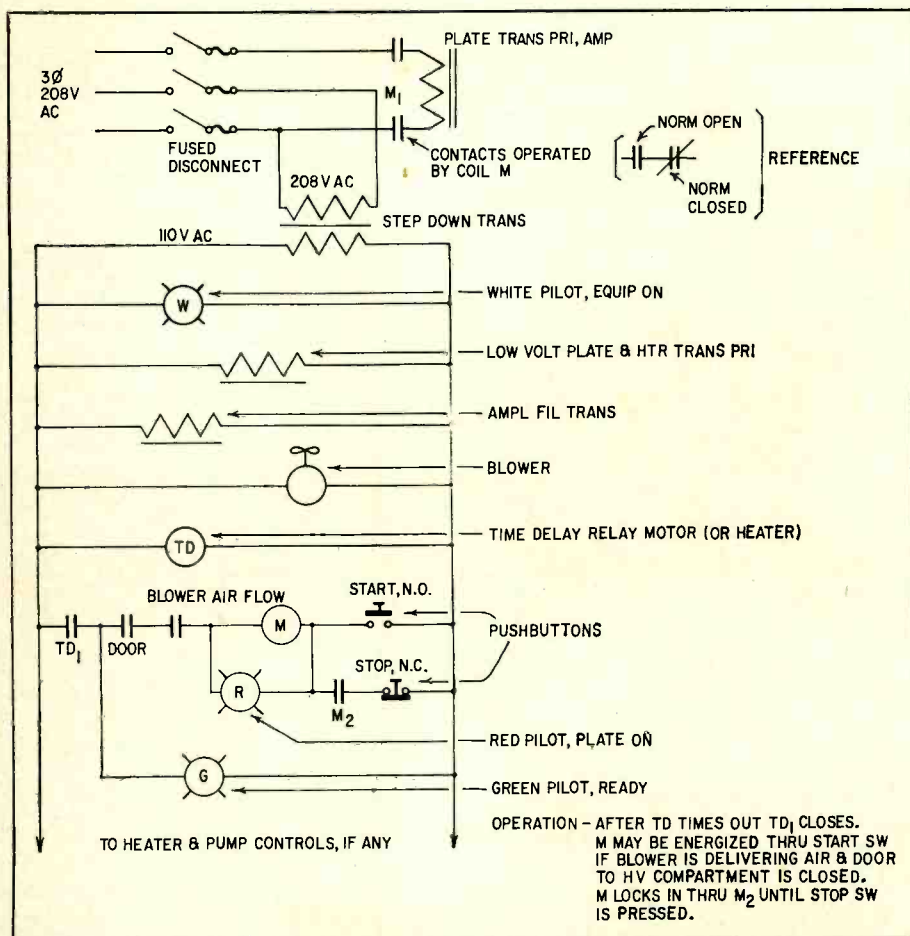 PLATE TRANS PRI, AMP
3Ø
208V
AC
M1
FUSED
DISCONNECT
CONTACTS OPERATED
BY COIL M
NORM OPEN
NORM
CLOSED
REFERENCE
208V AC
STEP DOWN TRANS
110V AC
W
WHITE PILOT, EQUIP ON
LOW VOLT PLATE & HTR TRANS PRI
AMPL FIL TRANS
BLOWER
TD
TIME DELAY RELAY MOTOR (OR HEATER)
BLOWER AIR FLOW
START, N.O.
M
PUSHBUTTONS
TD1
DOOR
STOP, N.C.
R
M2
RED PILOT, PLATE ON
G
GREEN PILOT, READY
TO HEATER & PUMP CONTROLS, IF ANY
OPERATION - AFTER TD TIMES OUT TD1 CLOSES.
M MAY BE ENERGIZED THRU START SW
IF BLOWER IS DELIVERING AIR & DOOR
TO HV COMPARTMENT IS CLOSED.
M LOCKS IN THRU M2 UNTIL STOP SW
IS PRESSED.